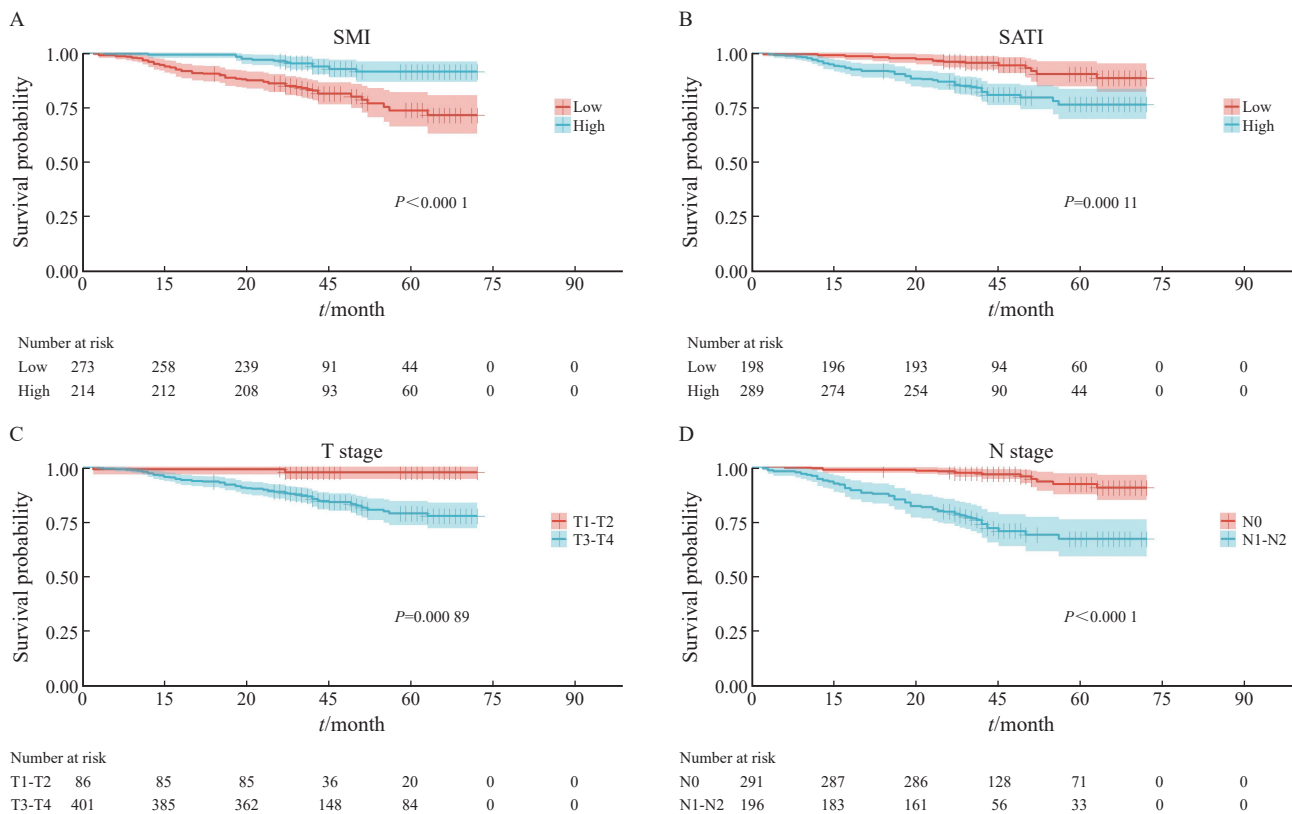 A
SMI
Survival probability
1.00
0.75
0.50
0.25
0.00
Low
High
P＜0.000 1
0 15 20 45 60 75 90
t/month
Number at risk
Low 273 258 239 91 44 0 0
High 214 212 208 93 60 0 0
B
SATI
Survival probability
1.00
0.75
0.50
0.25
0.00
Low
High
P=0.000 11
0 15 20 45 60 75 90
t/month
Number at risk
Low 198 196 193 94 60 0 0
High 289 274 254 90 44 0 0
C
T stage
Survival probability
1.00
0.75
0.50
0.25
0.00
T1-T2
T3-T4
P=0.000 89
0 15 20 45 60 75 90
t/month
Number at risk
T1-T2 86 85 85 36 20 0 0
T3-T4 401 385 362 148 84 0 0
D
N stage
Survival probability
1.00
0.75
0.50
0.25
0.00
N0
N1-N2
P＜0.000 1
0 15 20 45 60 75 90
t/month
Number at risk
N0 291 287 286 128 71 0 0
N1-N2 196 183 161 56 33 0 0